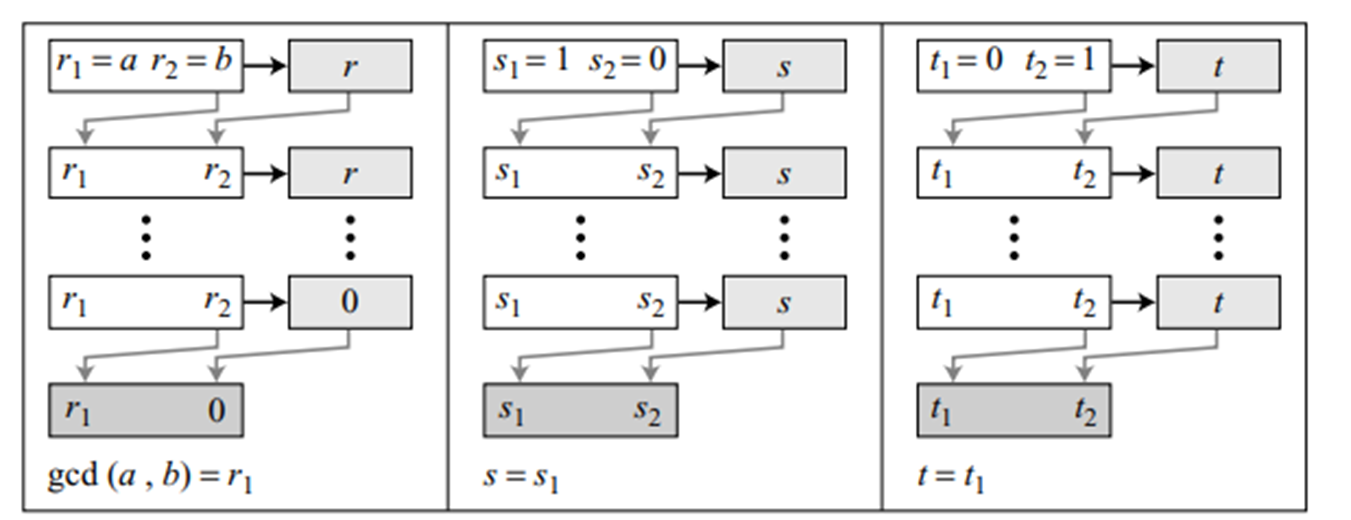 r₁ = a r₂ = b r
r₁ r₂ r
r₁ r₂ 0
r₁ 0
gcd (a , b) = r₁
s₁ = 1 s₂ = 0 s
s₁ s₂ s
s₁ s₂ s
s₁ s₂
s = s₁
t₁ = 0 t₂ = 1 t
t₁ t₂ t
t₁ t₂ t
t₁ t₂
t = t₁